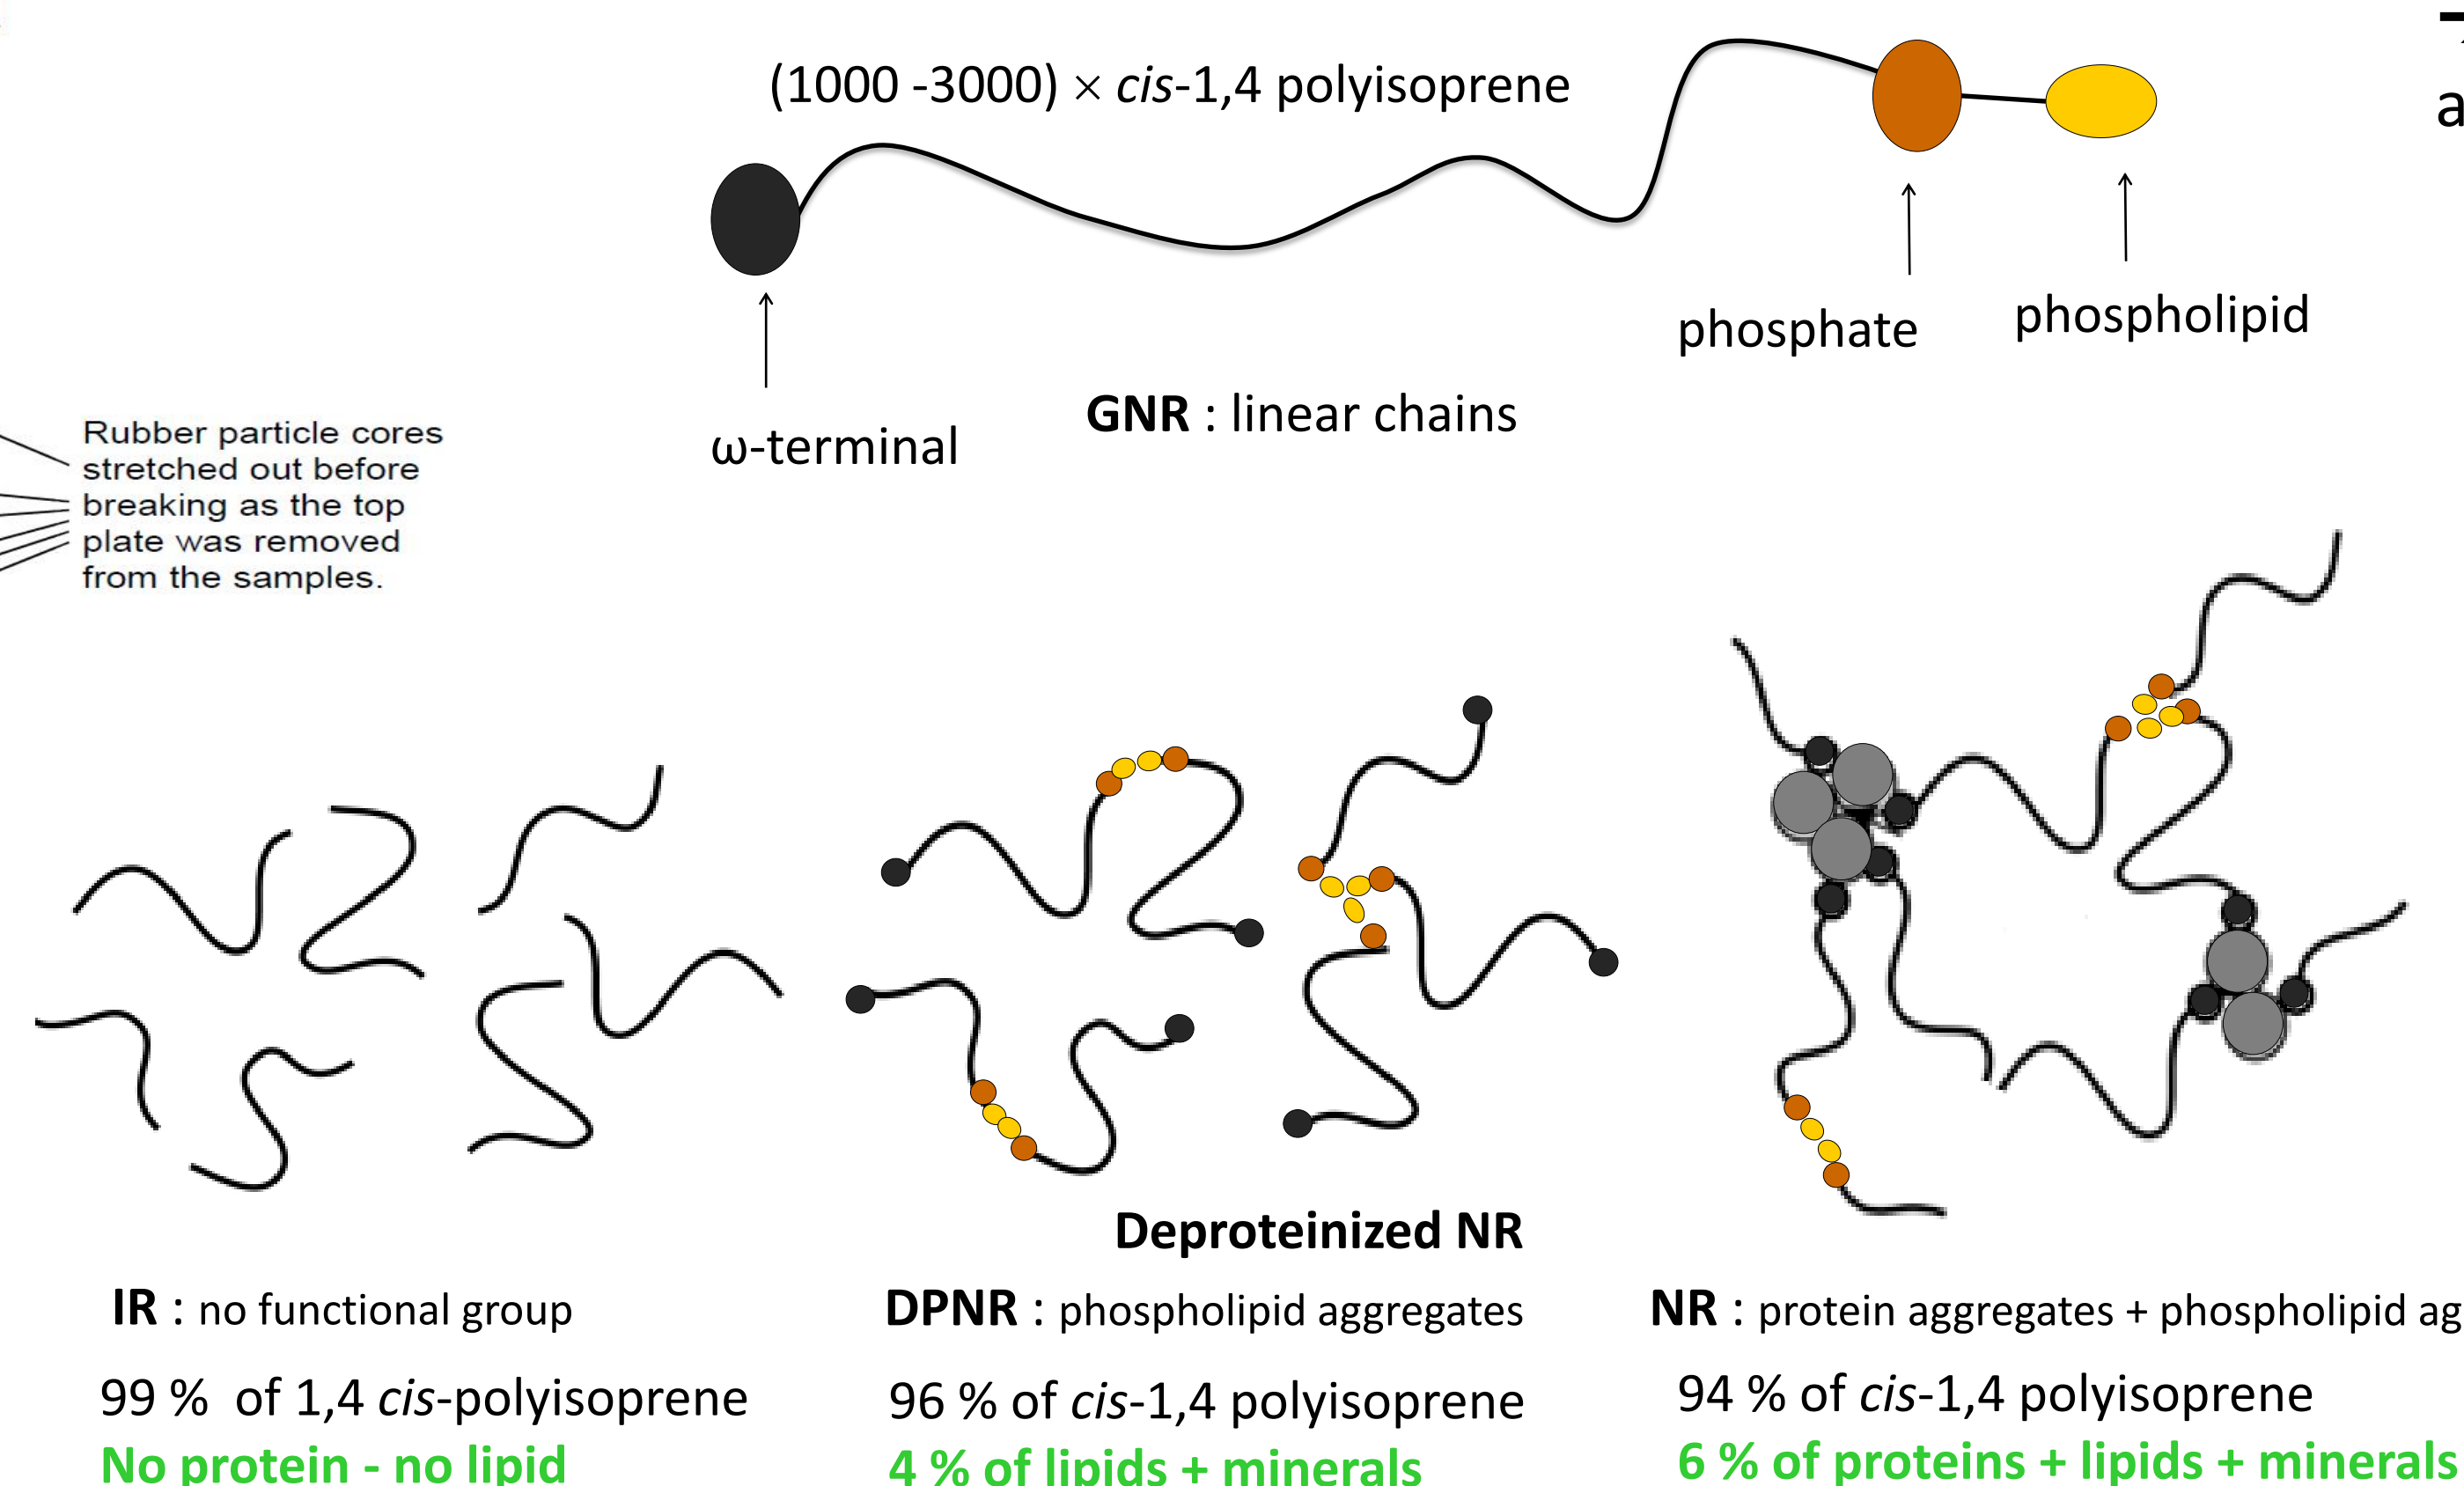 (1000 -3000) × cis-1,4 polyisoprene
phosphate
phospholipid
ω-terminal
GNR : linear chains
Rubber particle cores
stretched out before
breaking as the top
plate was removed
from the samples.
Deproteinized NR
IR : no functional group
99 % of 1,4 cis-polyisoprene
No protein - no lipid
DPNR : phospholipid aggregates
96 % of cis-1,4 polyisoprene
4 % of lipids + minerals
NR : protein aggregates + phospholipid ag
94 % of cis-1,4 polyisoprene
6 % of proteins + lipids + minerals